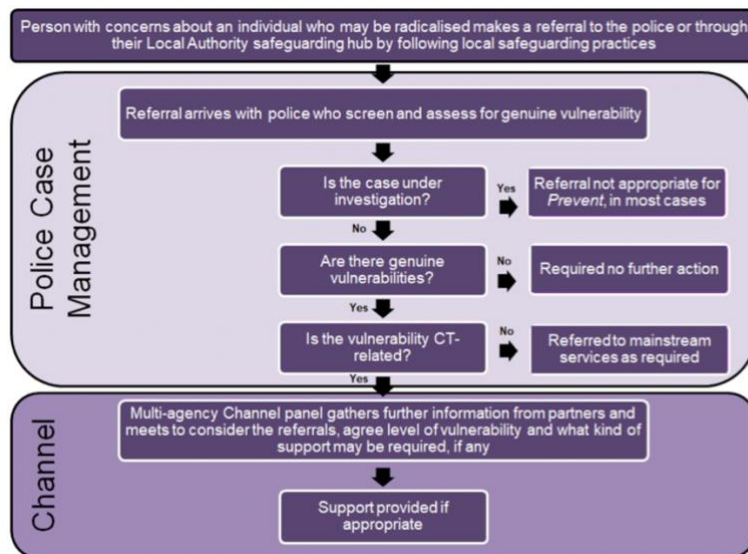 Person with concerns about an individual who may be radicalised makes a referral to the police or through
their Local Authority safeguarding hub by following local safeguarding practices
Police Case
Management
Referral arrives with police who screen and assess for genuine vulnerability
Is the case under
investigation?
Yes
Referral not appropriate for
Prevent, in most cases
No
Are there genuine
vulnerabilities?
No
Required no further action
Yes
Is the vulnerability CT-
related?
No
Referred to mainstream
services as required
Yes
Channel
Multi-agency Channel panel gathers further information from partners and
meets to consider the referrals, agree level of vulnerability and what kind of
support may be required, if any
Support provided if
appropriate